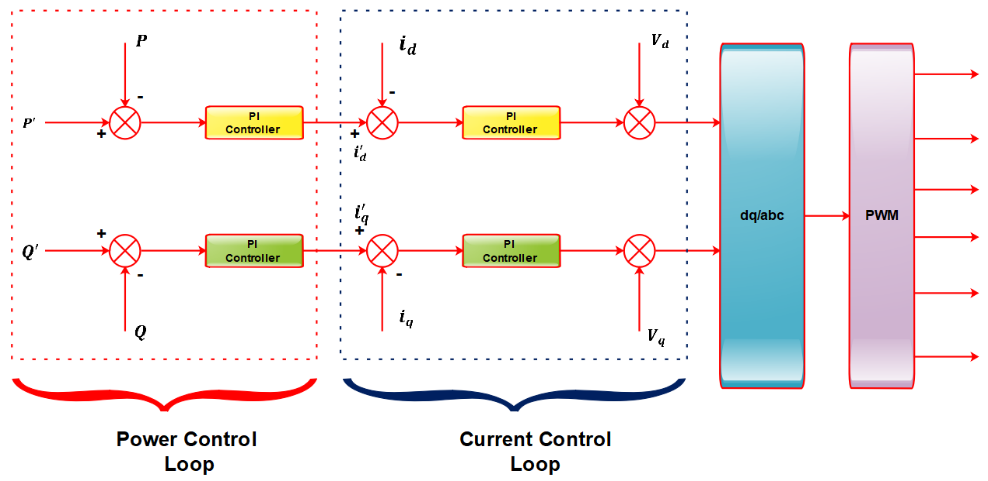 P
-
P'
+
PI
Controller
i_d
-
+
i'_d
PI
Controller
V_d
Q'
+
-
Q
PI
Controller
i'_q
+
-
i_q
PI
Controller
V_q
dq/abc
PWM
Power Control
Loop
Current Control
Loop